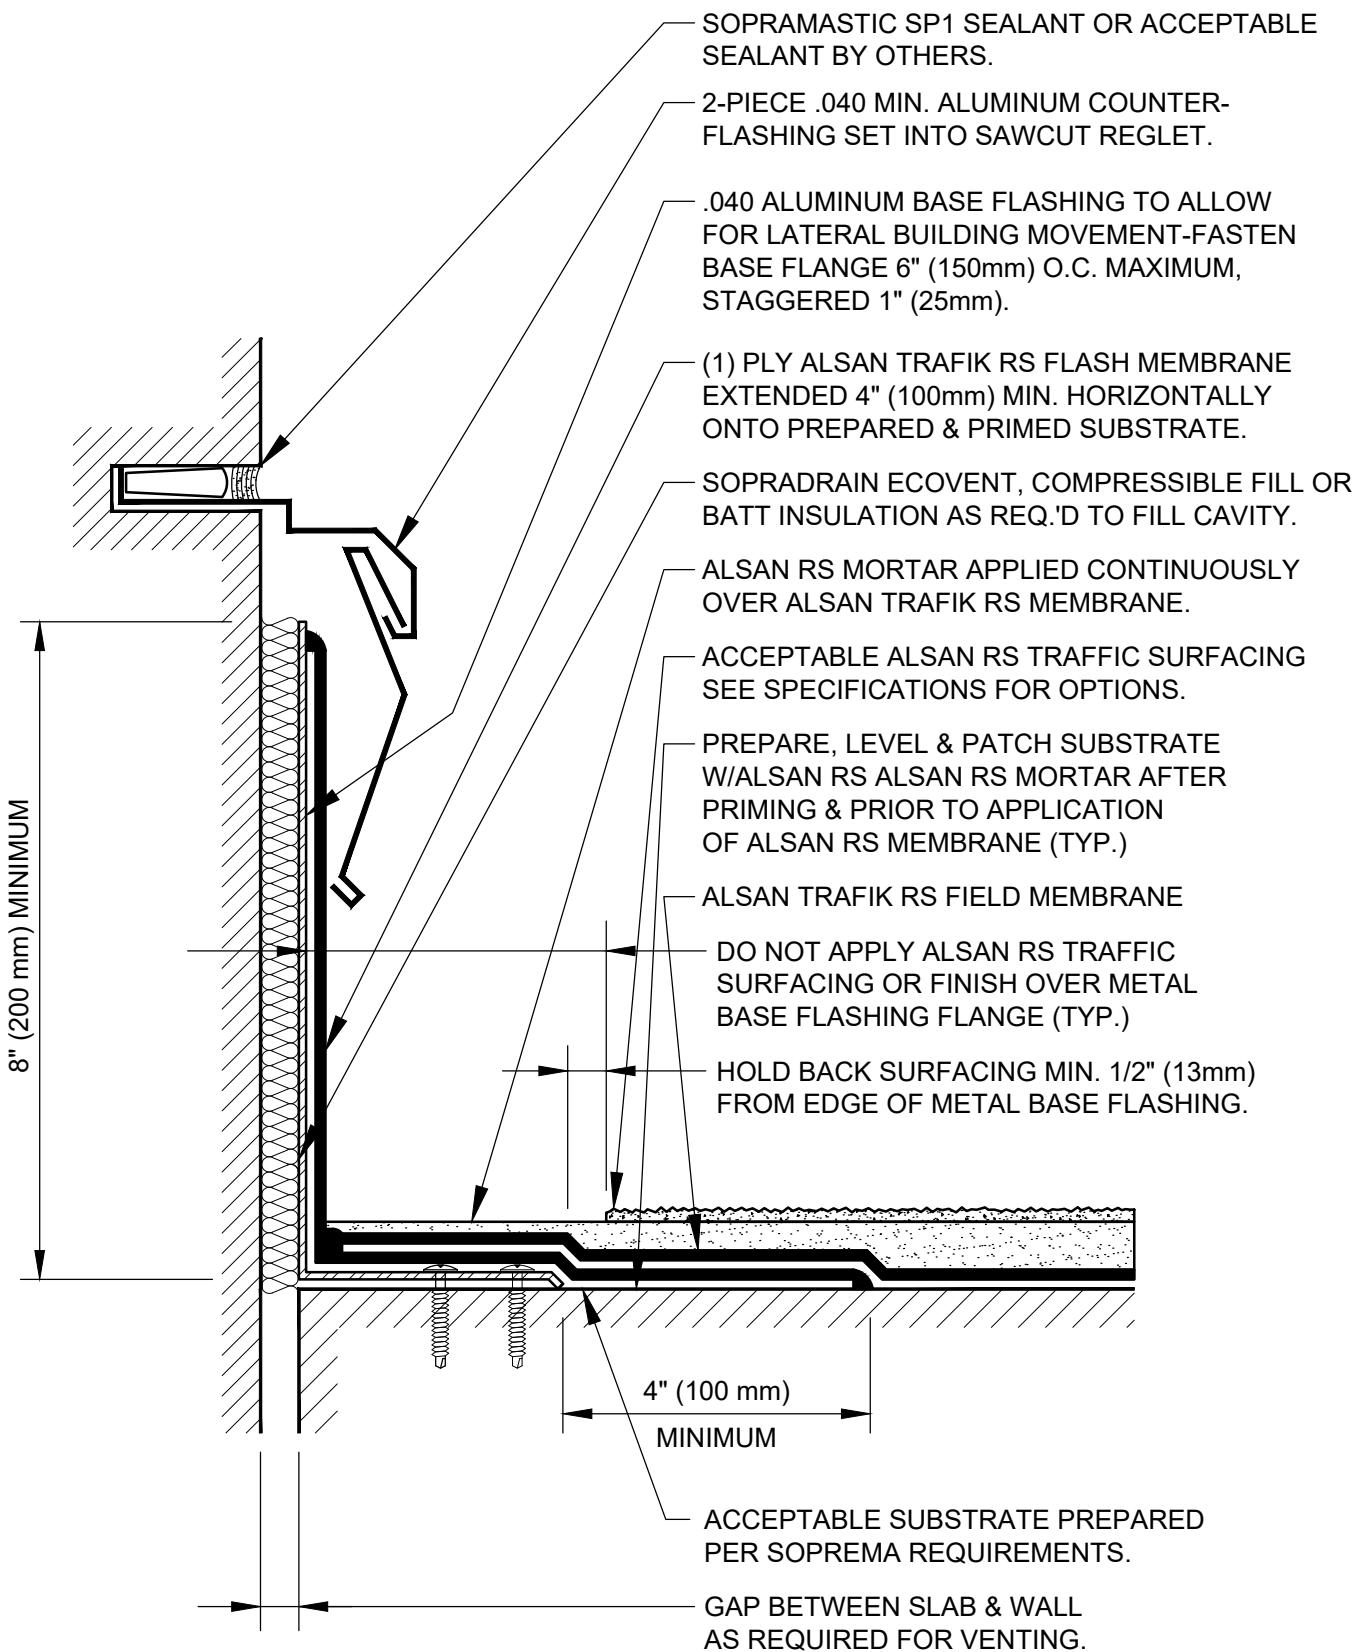 SOPRAMASTIC SP1 SEALANT OR ACCEPTABLE
SEALANT BY OTHERS.
2-PIECE .040 MIN. ALUMINUM COUNTER-
FLASHING SET INTO SAWCUT REGLET.
.040 ALUMINUM BASE FLASHING TO ALLOW
FOR LATERAL BUILDING MOVEMENT-FASTEN
BASE FLANGE 6" (150mm) O.C. MAXIMUM,
STAGGERED 1" (25mm).
(1) PLY ALSAN TRAFIK RS FLASH MEMBRANE
EXTENDED 4" (100mm) MIN. HORIZONTALLY
ONTO PREPARED & PRIMED SUBSTRATE.
SOPRADRAIN ECOVENT, COMPRESSIBLE FILL OR
BATT INSULATION AS REQ.'D TO FILL CAVITY.
ALSAN RS MORTAR APPLIED CONTINUOUSLY
OVER ALSAN TRAFIK RS MEMBRANE.
ACCEPTABLE ALSAN RS TRAFFIC SURFACING
SEE SPECIFICATIONS FOR OPTIONS.
PREPARE, LEVEL & PATCH SUBSTRATE
W/ALSAN RS ALSAN RS MORTAR AFTER
PRIMING & PRIOR TO APPLICATION
OF ALSAN RS MEMBRANE (TYP.)
ALSAN TRAFIK RS FIELD MEMBRANE
DO NOT APPLY ALSAN RS TRAFFIC
SURFACING OR FINISH OVER METAL
BASE FLASHING FLANGE (TYP.)
HOLD BACK SURFACING MIN. 1/2" (13mm)
FROM EDGE OF METAL BASE FLASHING.
8" (200 mm) MINIMUM
4" (100 mm)
MINIMUM
ACCEPTABLE SUBSTRATE PREPARED
PER SOPREMA REQUIREMENTS.
GAP BETWEEN SLAB & WALL
AS REQUIRED FOR VENTING.